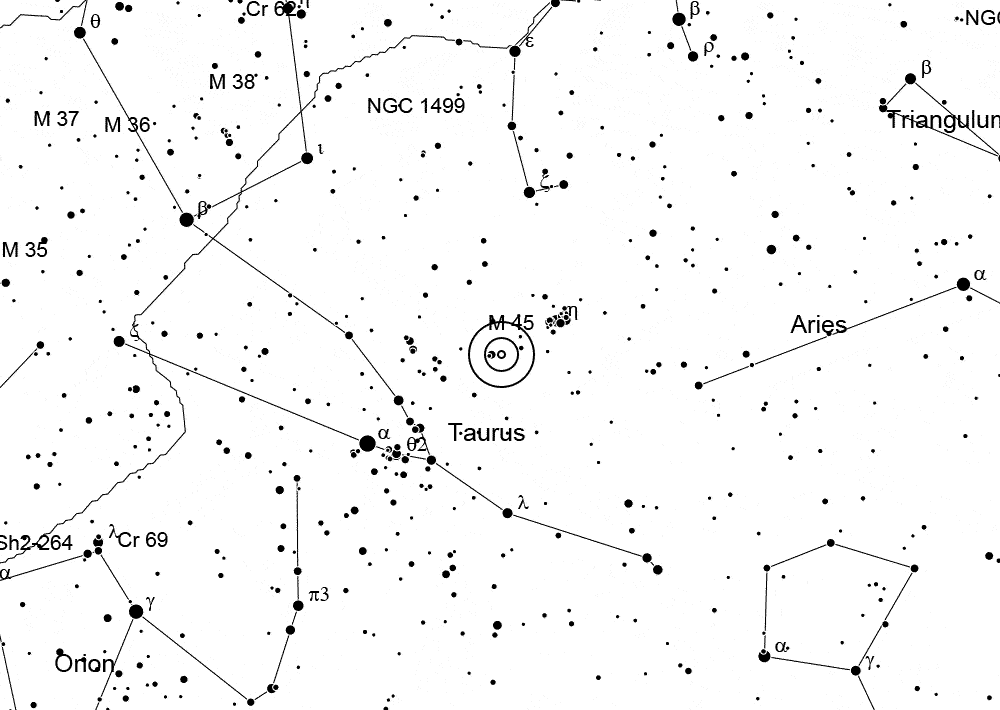 Cr 62
η
β
NGC
θ
ε
ρ
M 38
β
M 37
M 36
NGC 1499
Triangulum
ι
ζ
β
M 35
α
ζ
M 45
η
Aries
α
θ2
Taurus
λ
λ
Cr 69
Sh2-264
α
γ
π3
Orion
α
γ